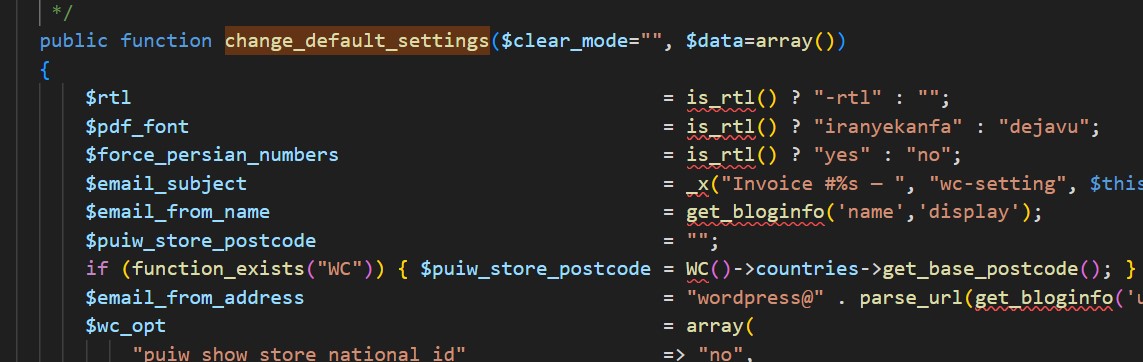 */
public function change_default_settings($clear_mode="", $data=array())
{
$rtl = is_rtl() ? "-rtl" : "";
$pdf_font = is_rtl() ? "iranyekanfa" : "dejavu";
$force_persian_numbers = is_rtl() ? "yes" : "no";
$email_subject = _x("Invoice #%s — ", "wc-setting", $this
$email_from_name = get_bloginfo('name','display');
$puiw_store_postcode = "";
if (function_exists("WC")) { $puiw_store_postcode = WC()->countries->get_base_postcode(); }
$email_from_address = "wordpress@" . parse_url(get_bloginfo('u
$wc_opt = array(
"puiw_show_store_national_id" => "no",